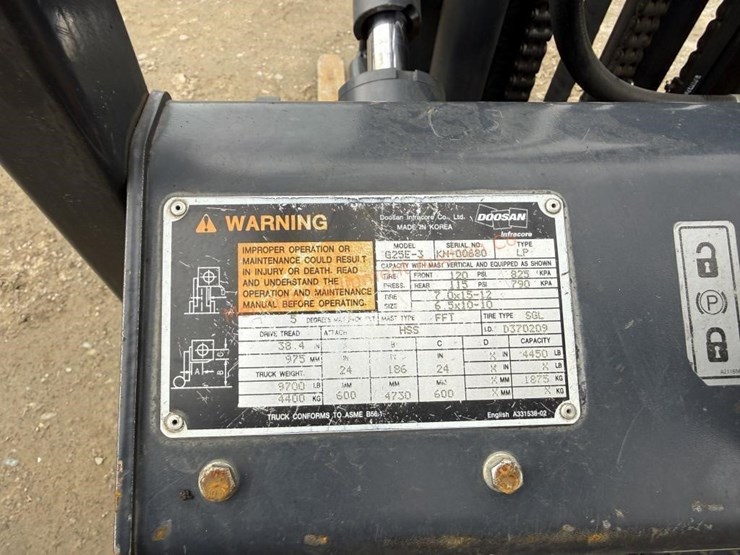 WARNING
Doosan Infracore Co., Ltd.
MADE IN KOREA
DOOSAN
Infracore
IMPROPER OPERATION OR
MAINTENANCE COULD RESULT
IN INJURY OR DEATH. READ
AND UNDERSTAND THE
OPERATION AND MAINTENANCE
MANUAL BEFORE OPERATING.
MODEL SERIAL NO. TYPE
G25E-3 KN-00680 LP
CAPACITY WITH MAST VERTICAL AND EQUIPPED AS SHOWN
TIRE FRONT 120 PSI 825 KPA
PRESS. REAR 115 PSI 790 KPA
TIRE 7.0x15-12
SIZE 6.5x10-10
5 DEGREES MAST TYPE FFT TIRE TYPE SGL
DRIVE TREAD ATTACH HSS I.D. D370209
38.4 IN B C D CAPACITY
975 MM IN IN IN X IN 4450 LB
TRUCK WEIGHT 24 186 24 X IN X LB
9700 LB MM MM MM X MM 1875 KG
4400 KG 600 4730 600 X MM X KG
TRUCK CONFORMS TO ASME B56.1
English A331536-02
A C B
P